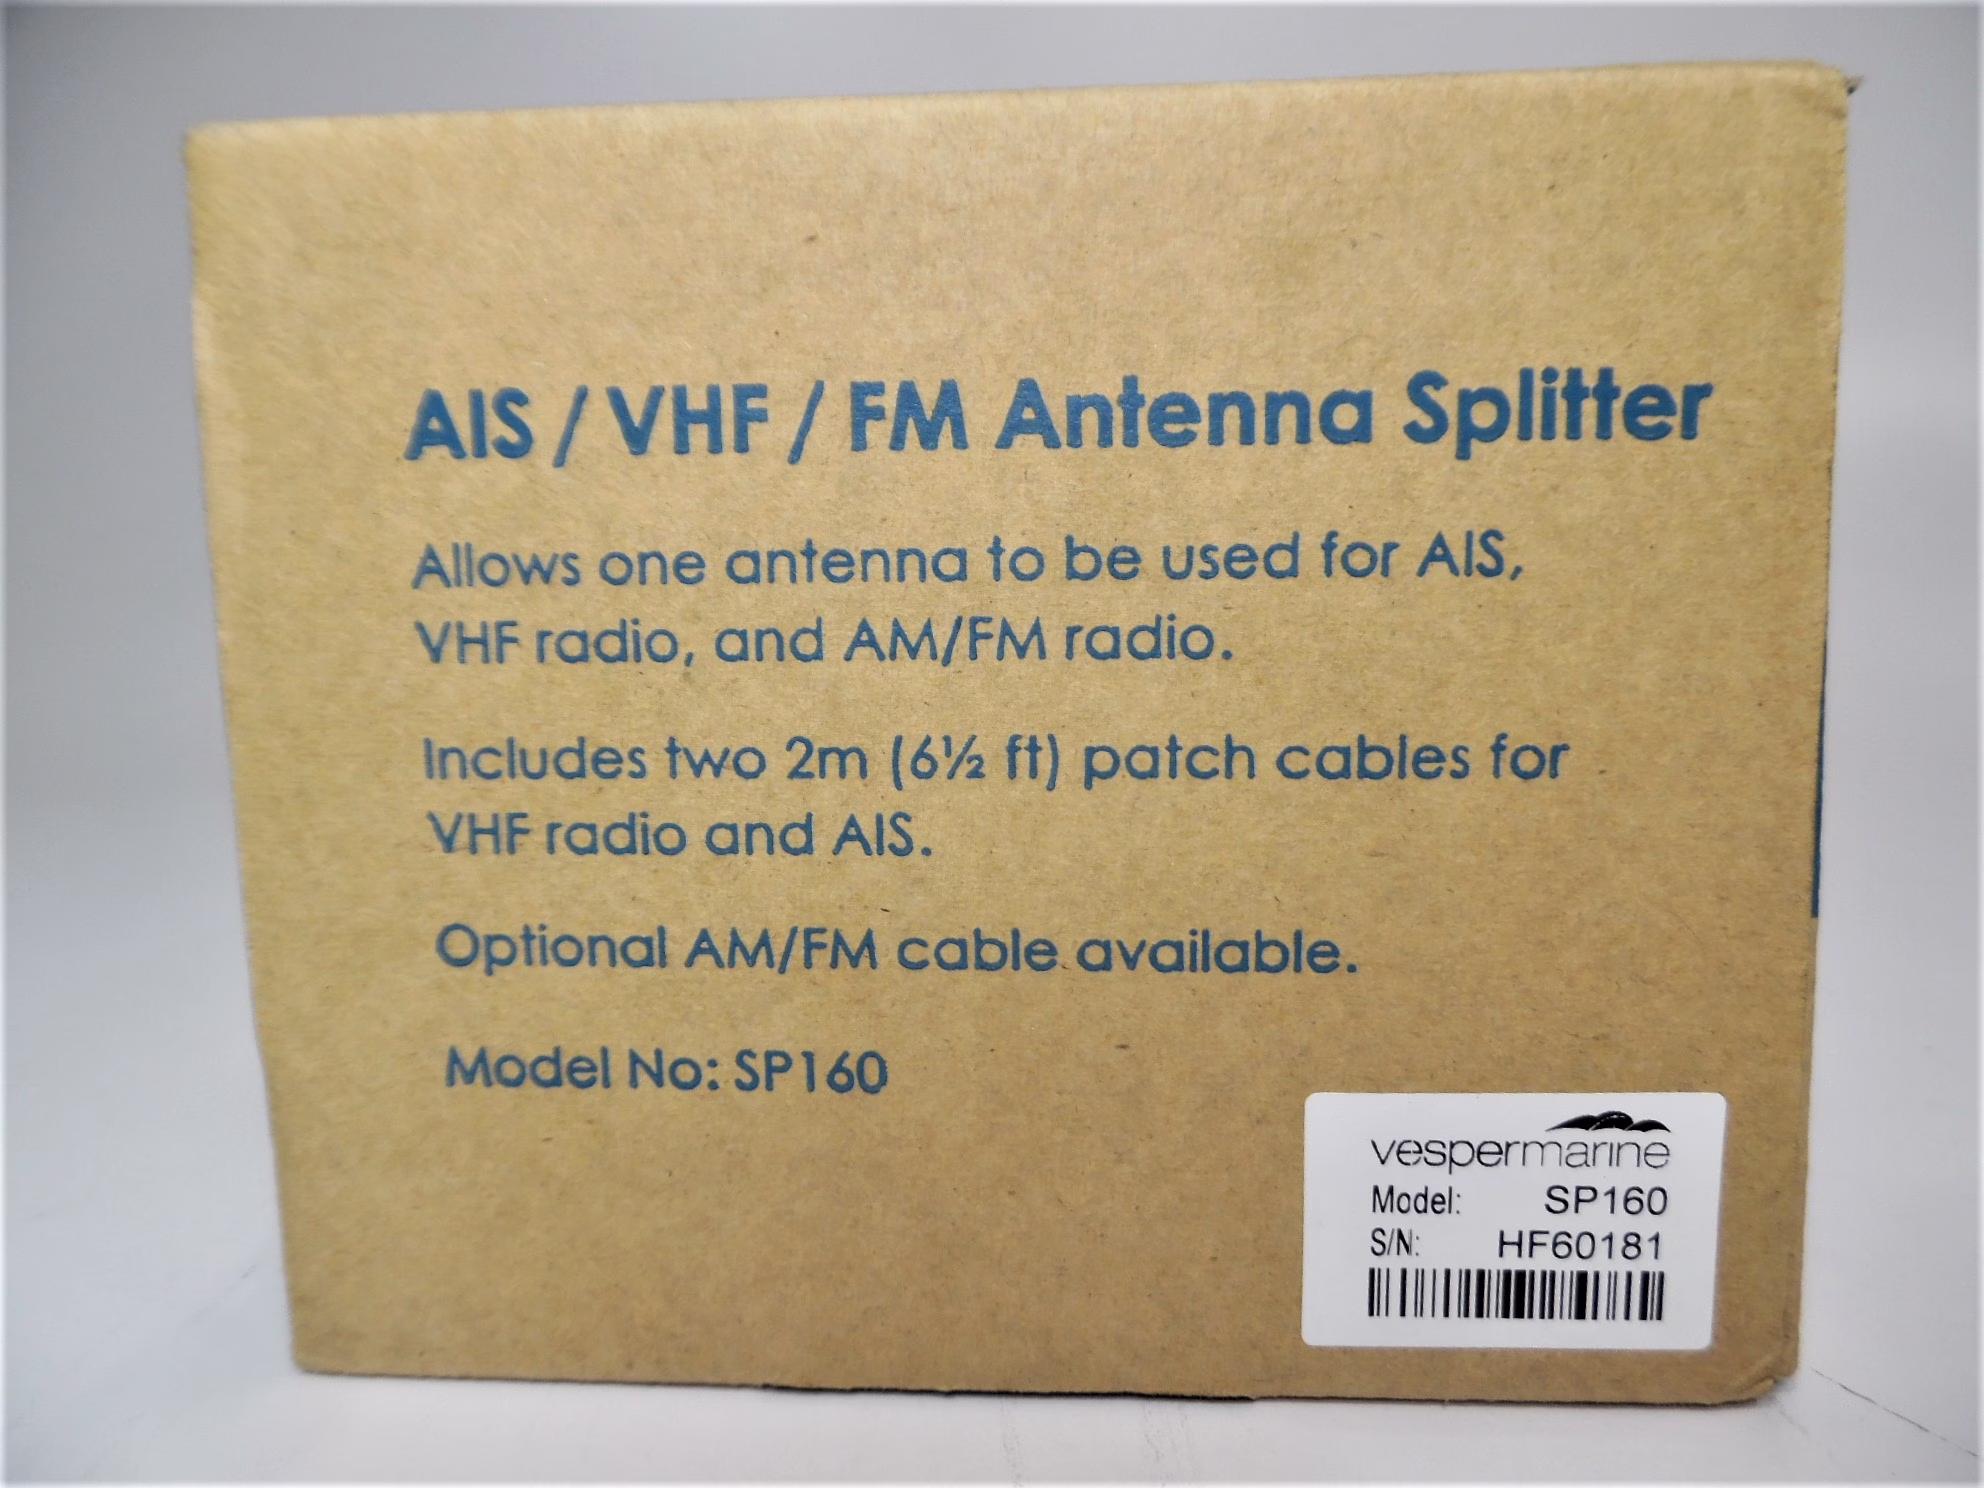 AIS / VHF / FM Antenna Splitter
Allows one antenna to be used for AIS,
VHF radio, and AM/FM radio.
Includes two 2m (6½ ft) patch cables for
VHF radio and AIS.
Optional AM/FM cable available.
Model No: SP160
vespermarine
Model: SP160
S/N: HF60181